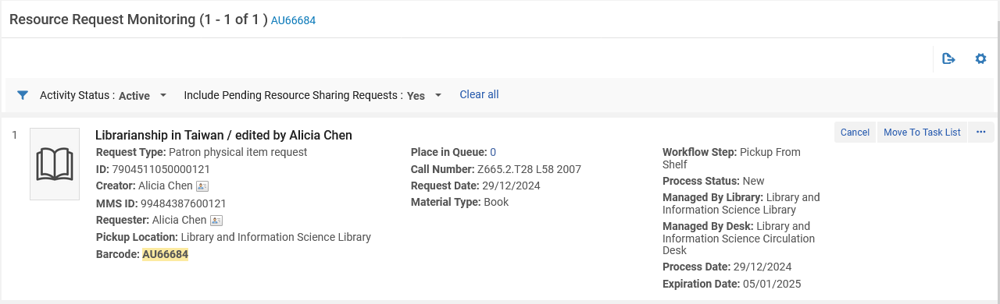 Resource Request Monitoring (1 - 1 of 1 ) AU66684
Activity Status : Active Include Pending Resource Sharing Requests : Yes Clear all
1
Librarianship in Taiwan / edited by Alicia Chen
Request Type: Patron physical item request
ID: 7904511050000121
Creator: Alicia Chen
MMS ID: 99484387600121
Requester: Alicia Chen
Pickup Location: Library and Information Science Library
Barcode: AU66684
Place in Queue: 0
Call Number: Z665.2.T28 L58 2007
Request Date: 29/12/2024
Material Type: Book
Cancel Move To Task List
Workflow Step: Pickup From
Shelf
Process Status: New
Managed By Library: Library and
Information Science Library
Managed By Desk: Library and
Information Science Circulation
Desk
Process Date: 29/12/2024
Expiration Date: 05/01/2025